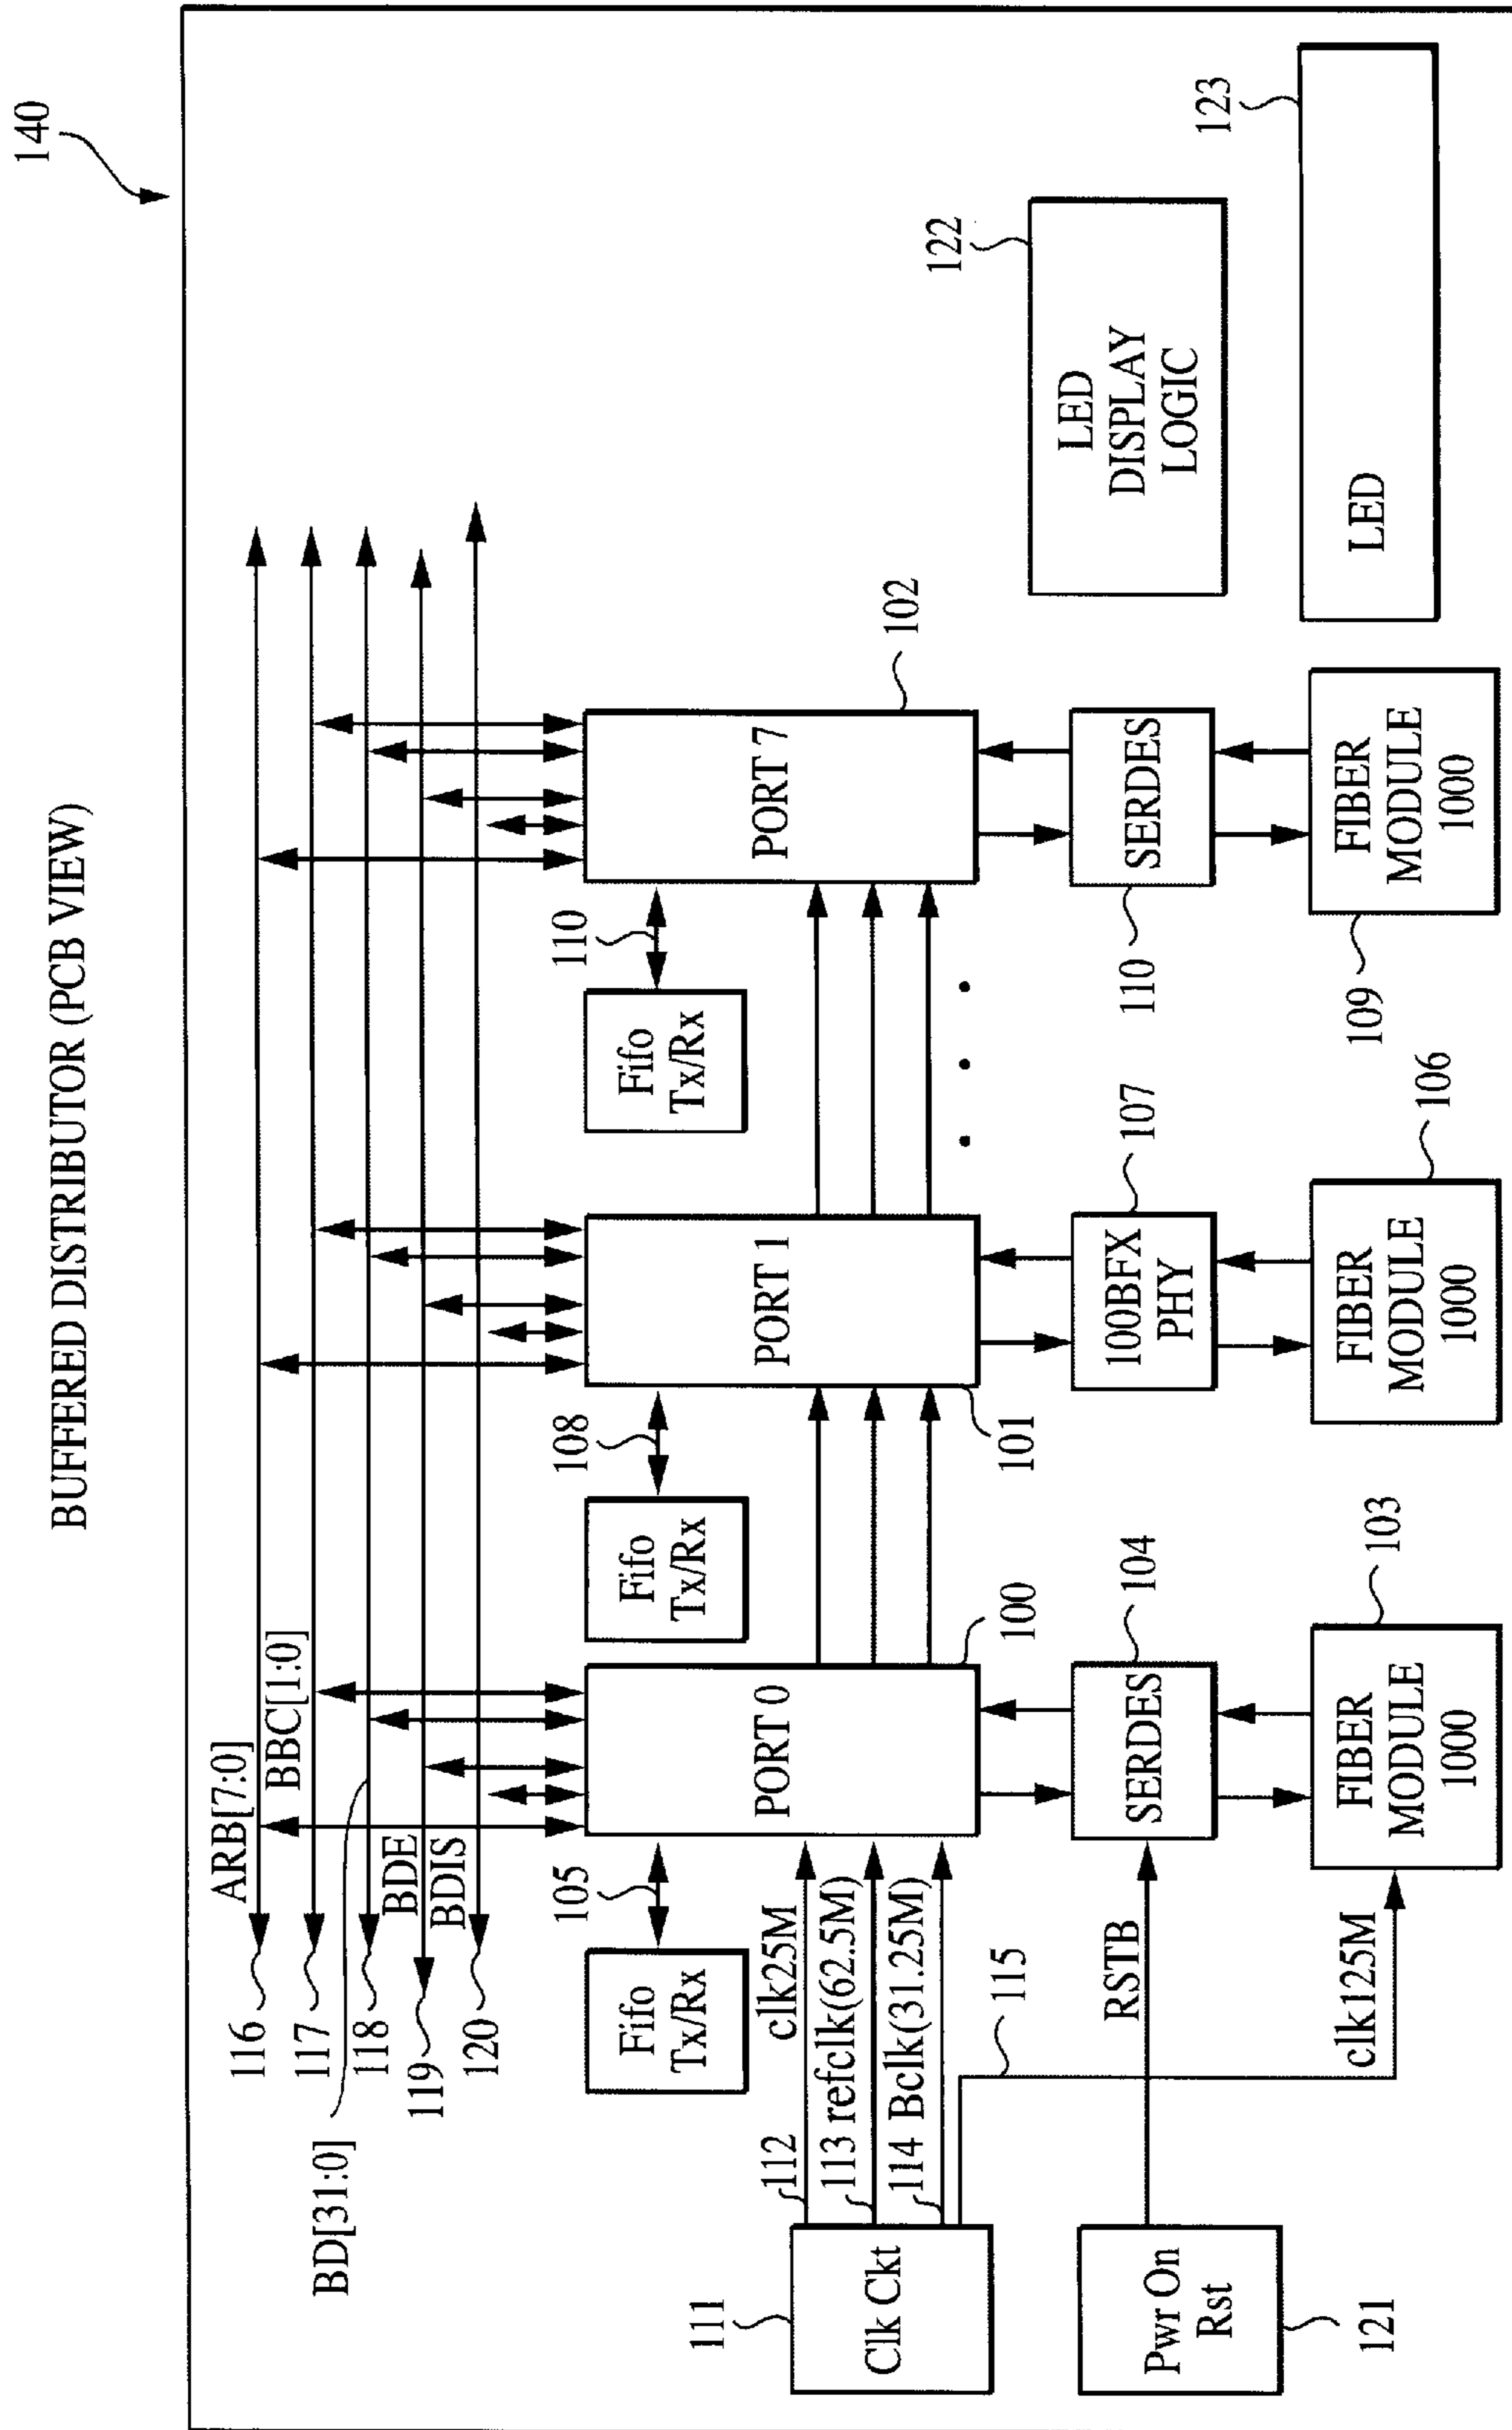 BUFFERED DISTRIBUTOR (PCB VIEW)
140
ARB[7:0]
BBC[1:0]
BD[31:0]
BDE
BDIS
116
117
118
119
120
Fifo
Tx/Rx
105
Fifo
Tx/Rx
108
Fifo
Tx/Rx
110
111
Clk Ckt
112
clk25M
113
refclk(62.5M)
114
Bclk(31.25M)
115
PORT 0
100
PORT 1
101
PORT 7
102
Pwr On
Rst
121
RSTB
clk125M
SERDES
104
100BFX
PHY
107
SERDES
110
FIBER
MODULE
1000
103
FIBER
MODULE
1000
106
FIBER
MODULE
1000
109
LED
DISPLAY
LOGIC
122
LED
123